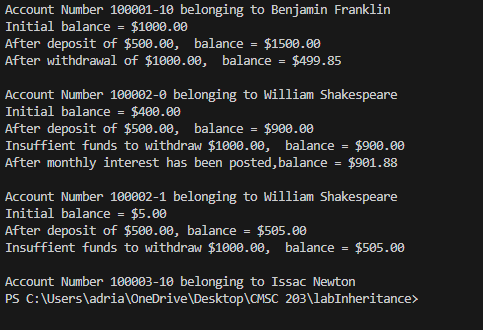 Account Number 100001-10 belonging to Benjamin Franklin
Initial balance = $1000.00
After deposit of $500.00,  balance = $1500.00
After withdrawal of $1000.00,  balance = $499.85

Account Number 100002-0 belonging to William Shakespeare
Initial balance = $400.00
After deposit of $500.00,  balance = $900.00
Insufficient funds to withdraw $1000.00,  balance = $900.00
After monthly interest has been posted,balance = $901.88

Account Number 100002-1 belonging to William Shakespeare
Initial balance = $5.00
After deposit of $500.00, balance = $505.00
Insufficient funds to withdraw $1000.00,  balance = $505.00

Account Number 100003-10 belonging to Issac Newton
PS C:\Users\adria\OneDrive\Desktop\CMSC 203\labInheritance>